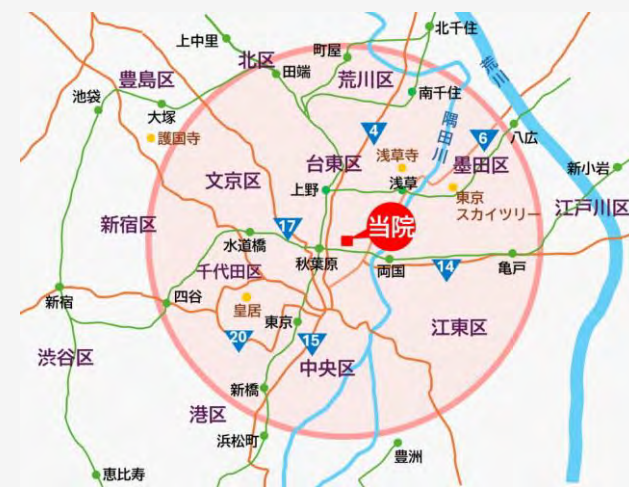 北千住
上中里
町屋
北区
荒川区
荒川
豊島区
田端
池袋
大塚
南千住
護国寺
4
隅田川
6
八広
浅草寺
台東区
墨田区
新小岩
文京区
上野
浅草
東京
スカイツリー
江戸川区
新宿区
17
当院
水道橋
秋葉原
両国
14
亀戸
千代田区
新宿
四谷
皇居
東京
江東区
20
15
渋谷区
中央区
新橋
港区
浜松町
豊洲
恵比寿